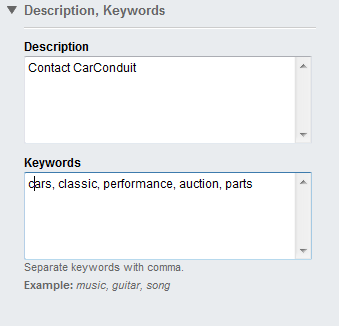 Description, Keywords
Description
Contact CarConduit
Keywords
cars, classic, performance, auction, parts
Separate keywords with comma.
Example: music, guitar, song